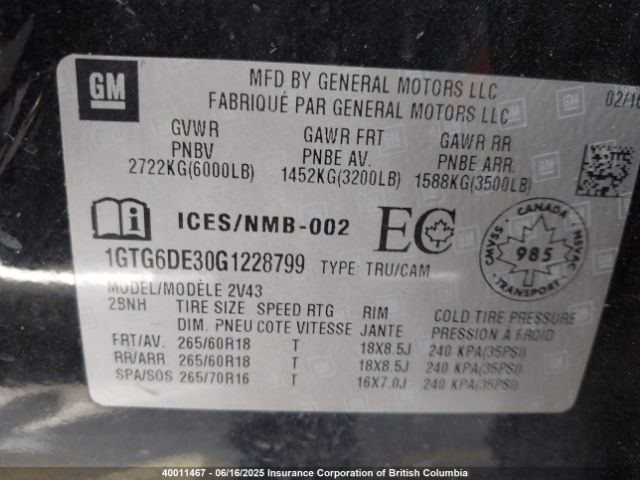 GM
MFD BY GENERAL MOTORS LLC
FABRIQUÉ PAR GENERAL MOTORS LLC
02/16
GVWR GAWR FRT GAWR RR
PNBV PNBE AV. PNBE ARR.
2722KG(6000LB) 1452KG(3200LB) 1588KG(3500LB)
ICES/NMB-002 EC
CANADA
985
TRANSPORT
NSVAC
SSAMC
1GTG6DE30G1228799 TYPE: TRU/CAM
MODEL/MODÈLE 2V43
2BNH TIRE SIZE SPEED RTG RIM COLD TIRE PRESSURE
DIM. PNEU COTE VITESSE JANTE PRESSION À FROID
FRT/AV. 265/60R18 T 18X8.5J 240 KPA(35PSI)
RR/ARR. 265/60R18 T 18X8.5J 240 KPA(35PSI)
SPA/SOS 265/70R16 T 16X7.0J 240 KPA(35PSI)
40011467 - 06/16/2025 Insurance Corporation of British Columbia